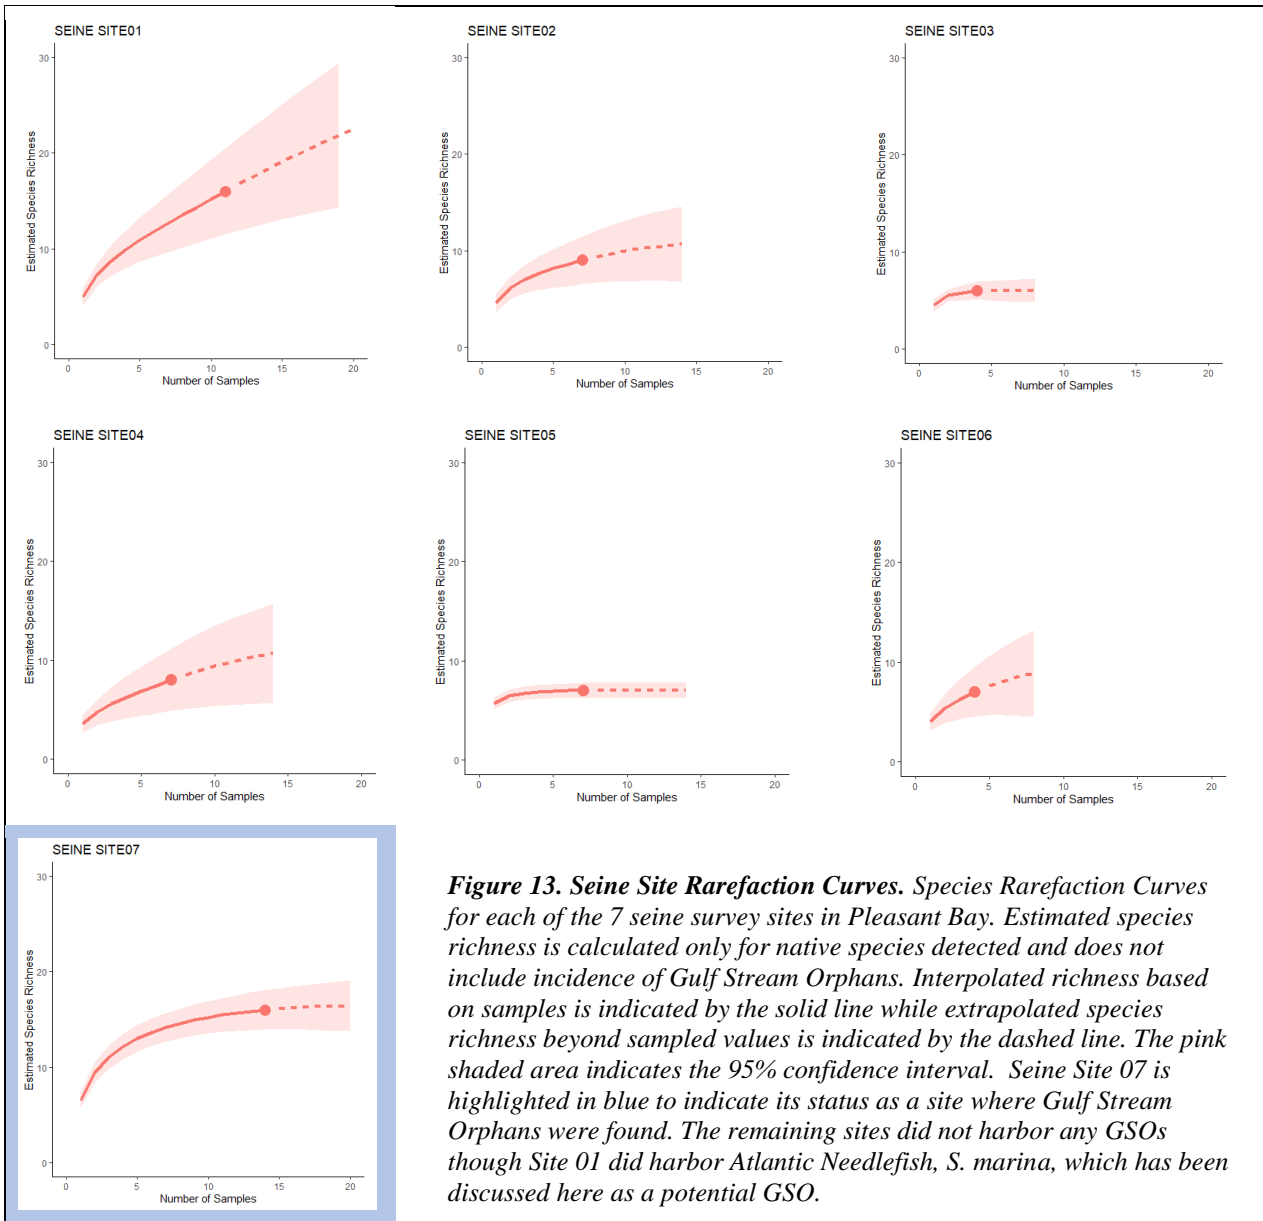 SEINE SITE01
30
20
10
0
Estimated Species Richness
0 5 10 15 20
Number of Samples
SEINE SITE02
30
20
10
0
Estimated Species Richness
0 5 10 15 20
Number of Samples
SEINE SITE03
30
20
10
0
Estimated Species Richness
0 5 10 15 20
Number of Samples
SEINE SITE04
30
20
10
0
Estimated Species Richness
0 5 10 15 20
Number of Samples
SEINE SITE05
30
20
10
0
Estimated Species Richness
0 5 10 15 20
Number of Samples
SEINE SITE06
30
20
10
0
Estimated Species Richness
0 5 10 15 20
Number of Samples
SEINE SITE07
30
20
10
0
Estimated Species Richness
0 5 10 15 20
Number of Samples
Figure 13. Seine Site Rarefaction Curves. Species Rarefaction Curves
for each of the 7 seine survey sites in Pleasant Bay. Estimated species
richness is calculated only for native species detected and does not
include incidence of Gulf Stream Orphans. Interpolated richness based
on samples is indicated by the solid line while extrapolated species
richness beyond sampled values is indicated by the dashed line. The pink
shaded area indicates the 95% confidence interval. Seine Site 07 is
highlighted in blue to indicate its status as a site where Gulf Stream
Orphans were found. The remaining sites did not harbor any GSOs
though Site 01 did harbor Atlantic Needlefish, S. marina, which has been
discussed here as a potential GSO.